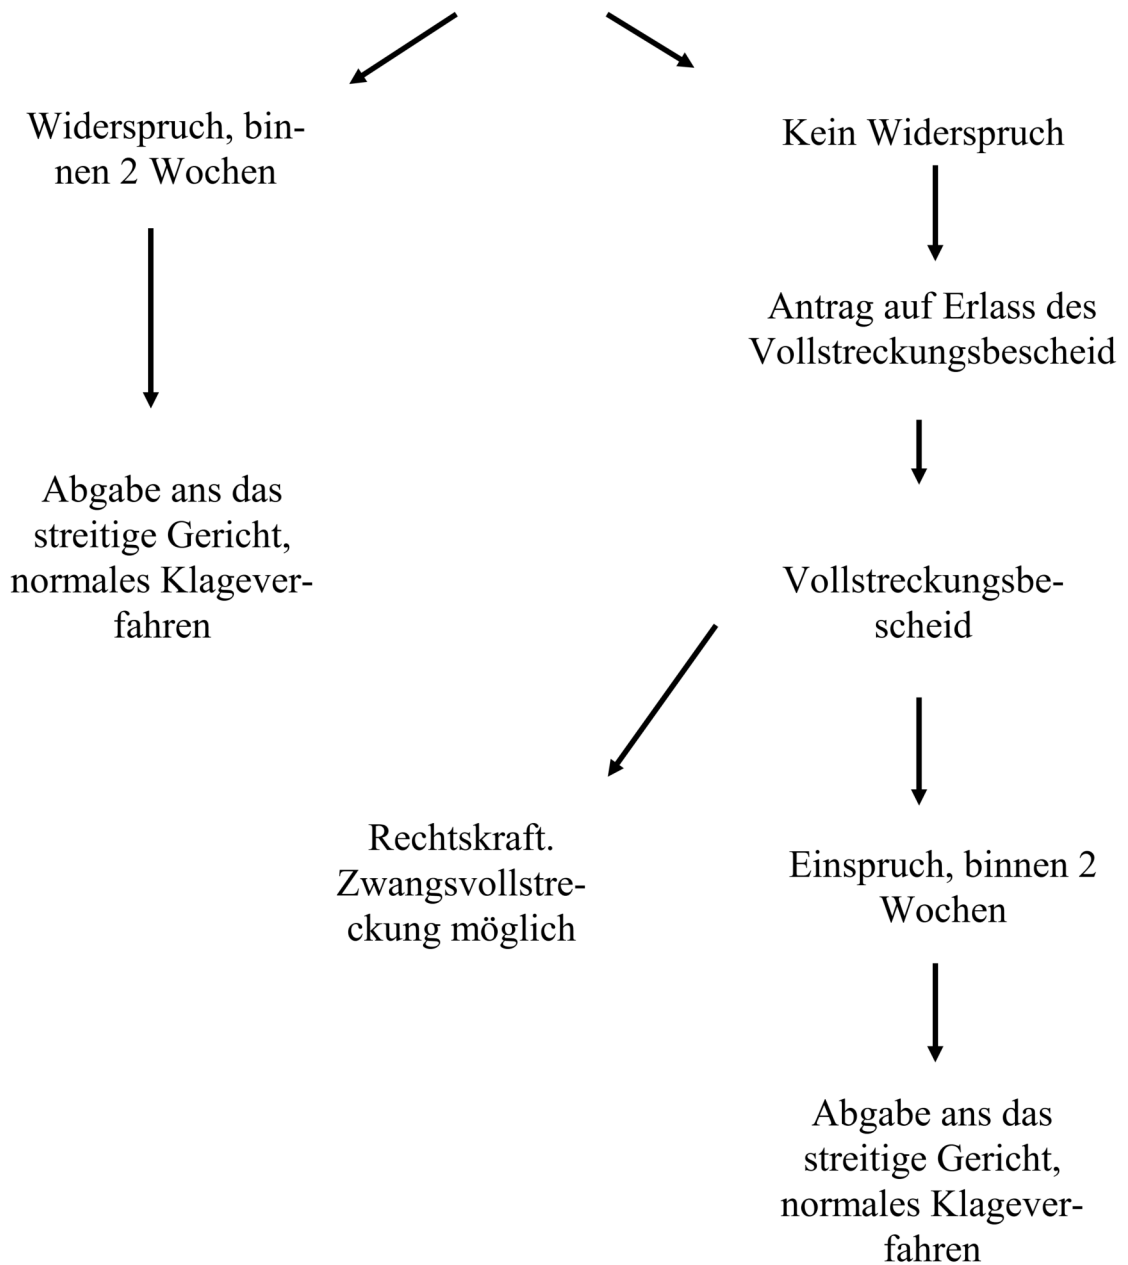 Widerspruch, bin-
nen 2 Wochen
Kein Widerspruch
Antrag auf Erlass des
Vollstreckungsbescheid
Abgabe ans das
streitige Gericht,
normales Klagever-
fahren
Vollstreckungsbe-
scheid
Rechtskraft.
Zwangsvollstre-
ckung möglich
Einspruch, binnen 2
Wochen
Abgabe ans das
streitige Gericht,
normales Klagever-
fahren